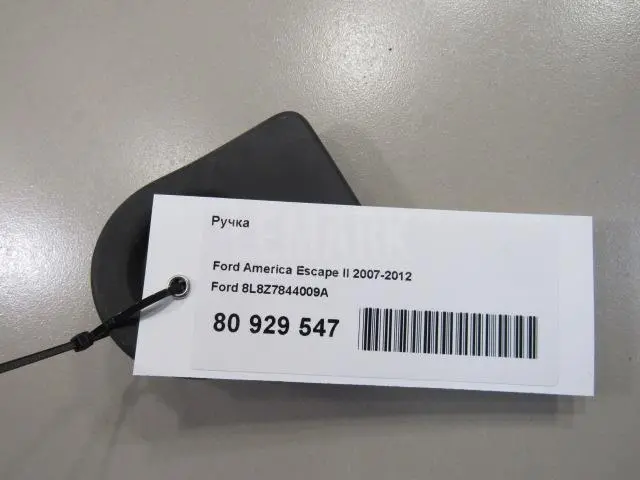 Ручка
Ford America Escape II 2007-2012
Ford 8L8Z7844009A
80 929 547